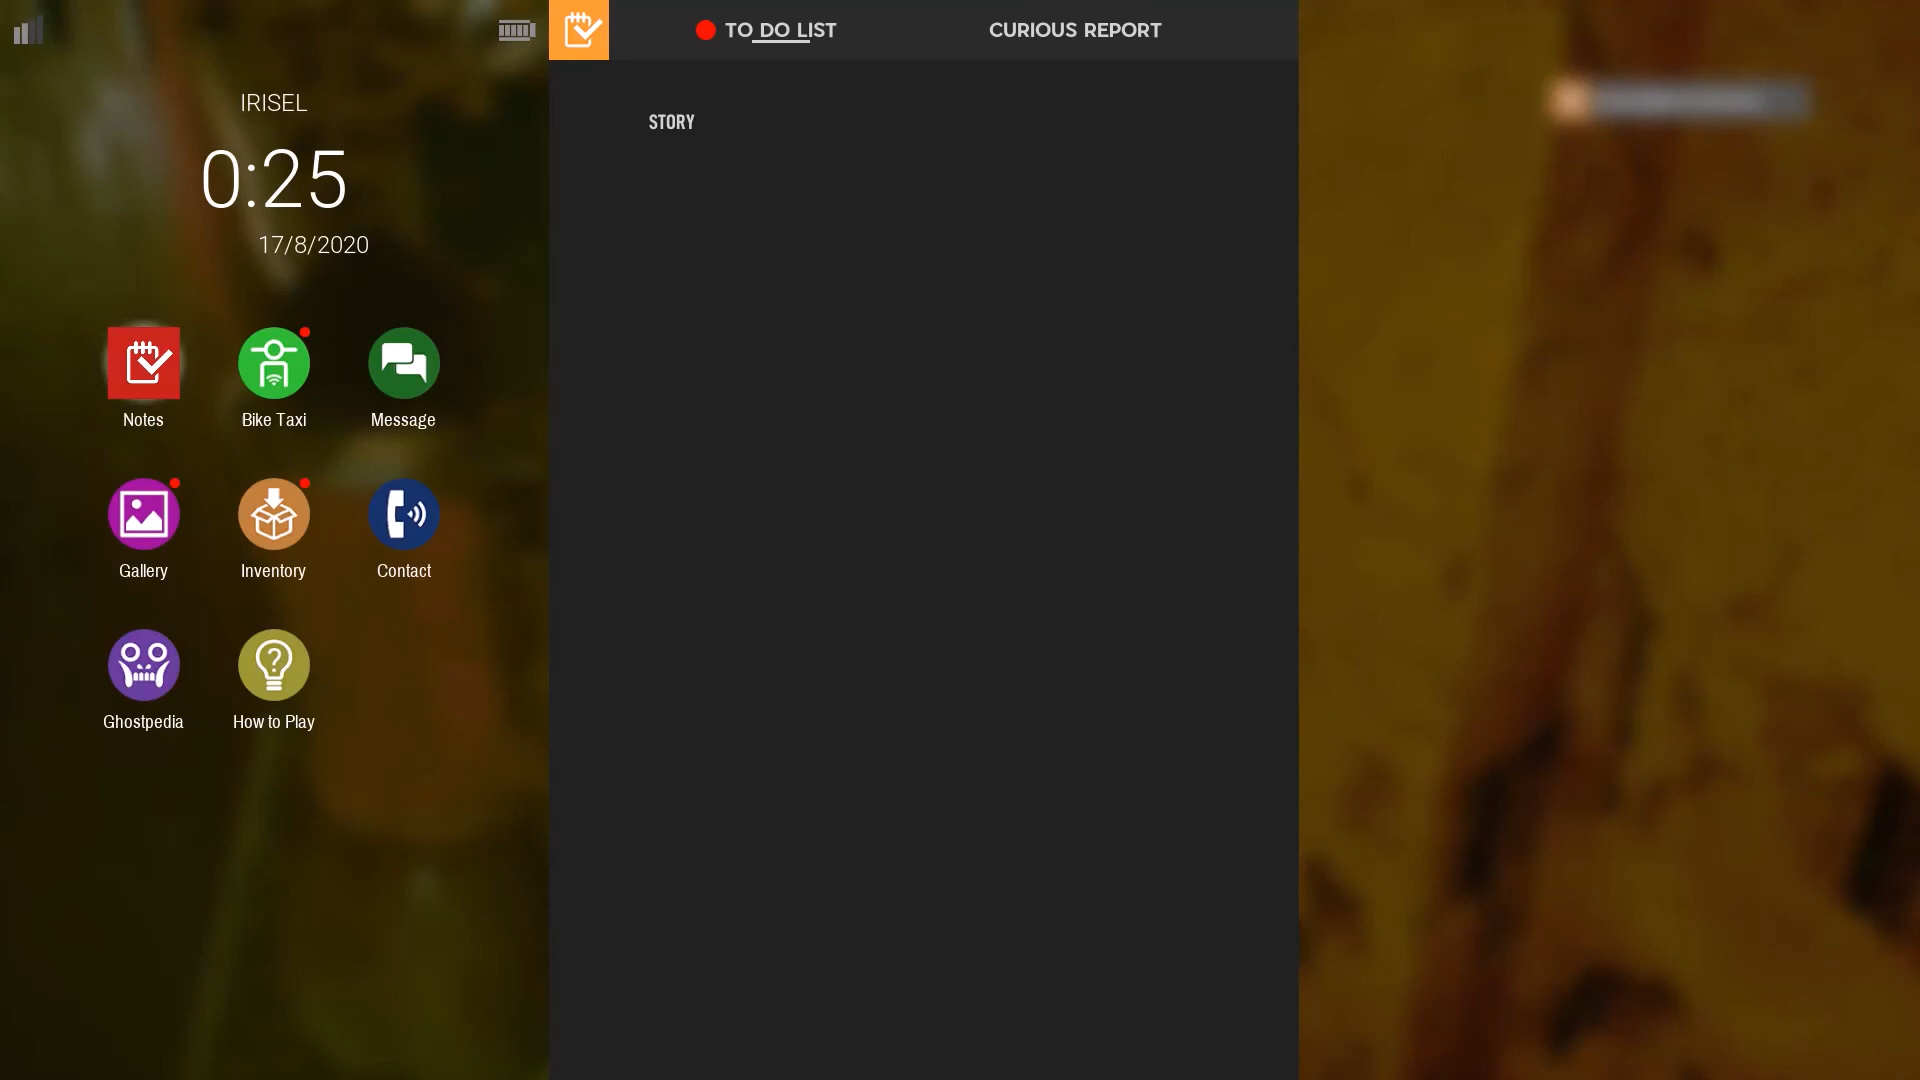 IRISEL
0:25
17/8/2020
Notes
Bike Taxi
Message
Gallery
Inventory
Contact
Ghostpedia
How to Play
TO DO LIST
CURIOUS REPORT
STORY